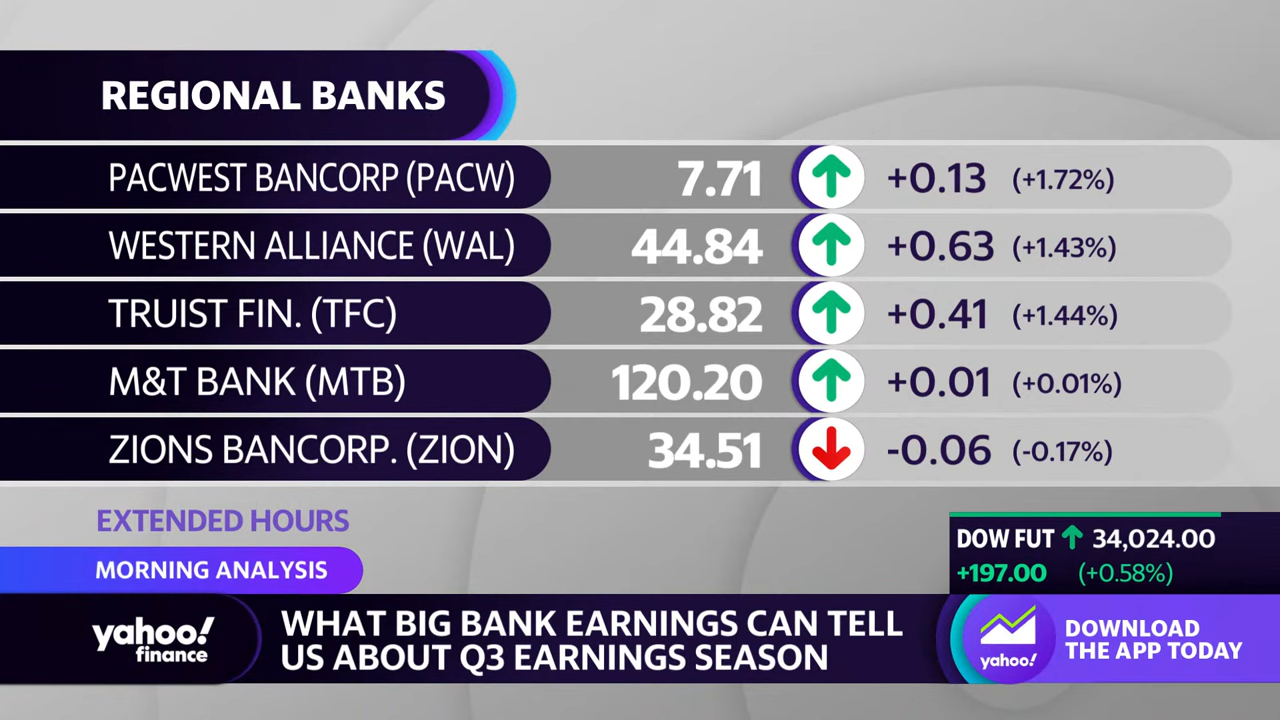 REGIONAL BANKS
PACWEST BANCORP (PACW) 7.71 +0.13 (+1.72%)
WESTERN ALLIANCE (WAL) 44.84 +0.63 (+1.43%)
TRUIST FIN. (TFC) 28.82 +0.41 (+1.44%)
M&T BANK (MTB) 120.20 +0.01 (+0.01%)
ZIONS BANCORP. (ZION) 34.51 -0.06 (-0.17%)
EXTENDED HOURS
MORNING ANALYSIS
DOW FUT 34,024.00
+197.00 (+0.58%)
yahoo!
finance
WHAT BIG BANK EARNINGS CAN TELL
US ABOUT Q3 EARNINGS SEASON
yahoo!
DOWNLOAD
THE APP TODAY